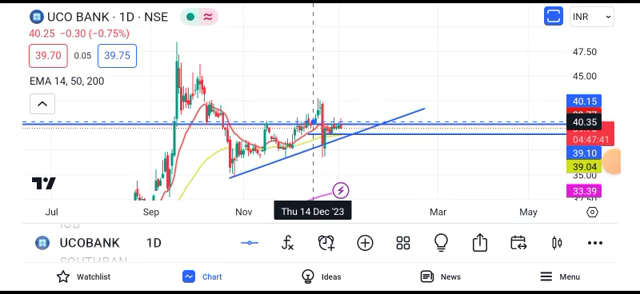 UCO BANK · 1D · NSE
INR
40.25 −0.30 (−0.75%)
39.70 0.05 39.75
EMA 14, 50, 200
47.50
45.00
40.15
40.35
04:47:41
39.10
39.04
35.00
33.39
Jul Sep Nov Thu 14 Dec '23 Mar May
UCOBANK 1D
Watchlist Chart Ideas News Menu